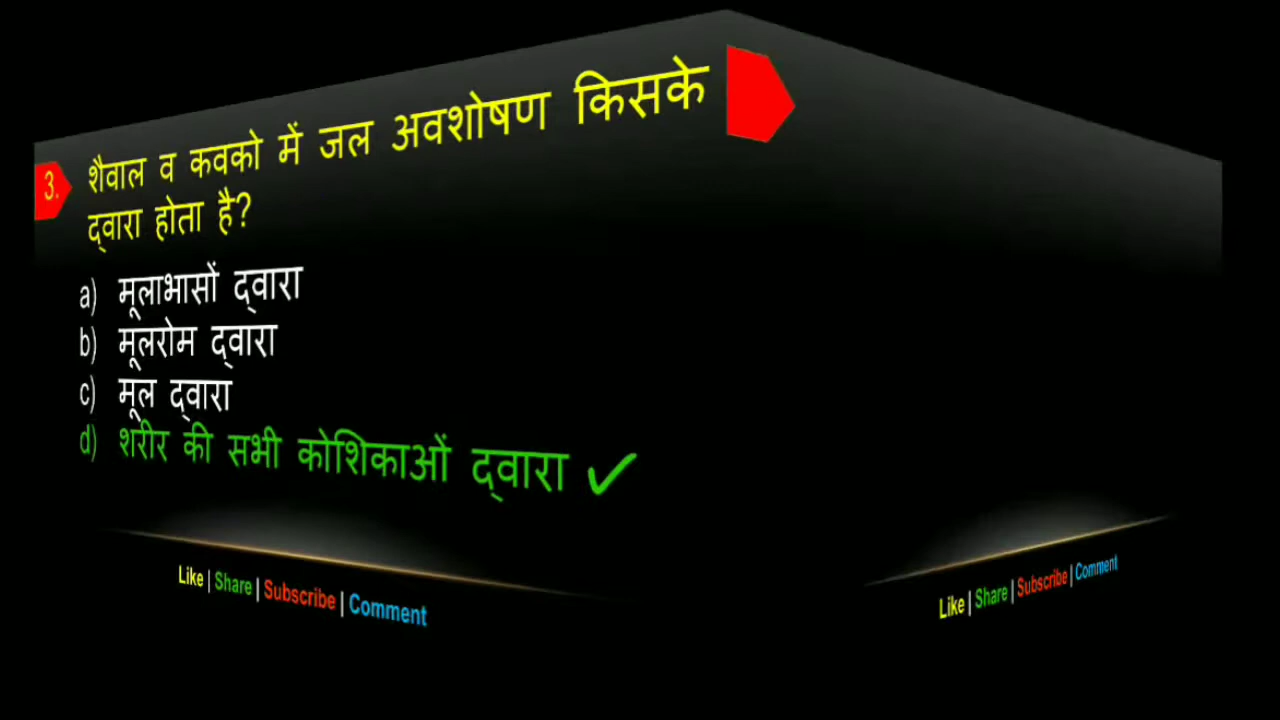 3. शैवाल व कवको में जल अवशोषण किसके
द्वारा होता है?
a) मूलाभासों द्वारा
b) मूलरोम द्वारा
c) मूल द्वारा
d) शरीर की सभी कोशिकाओं द्वारा ✓
Like | Share | Subscribe | Comment
Like | Share | Subscribe | Comment